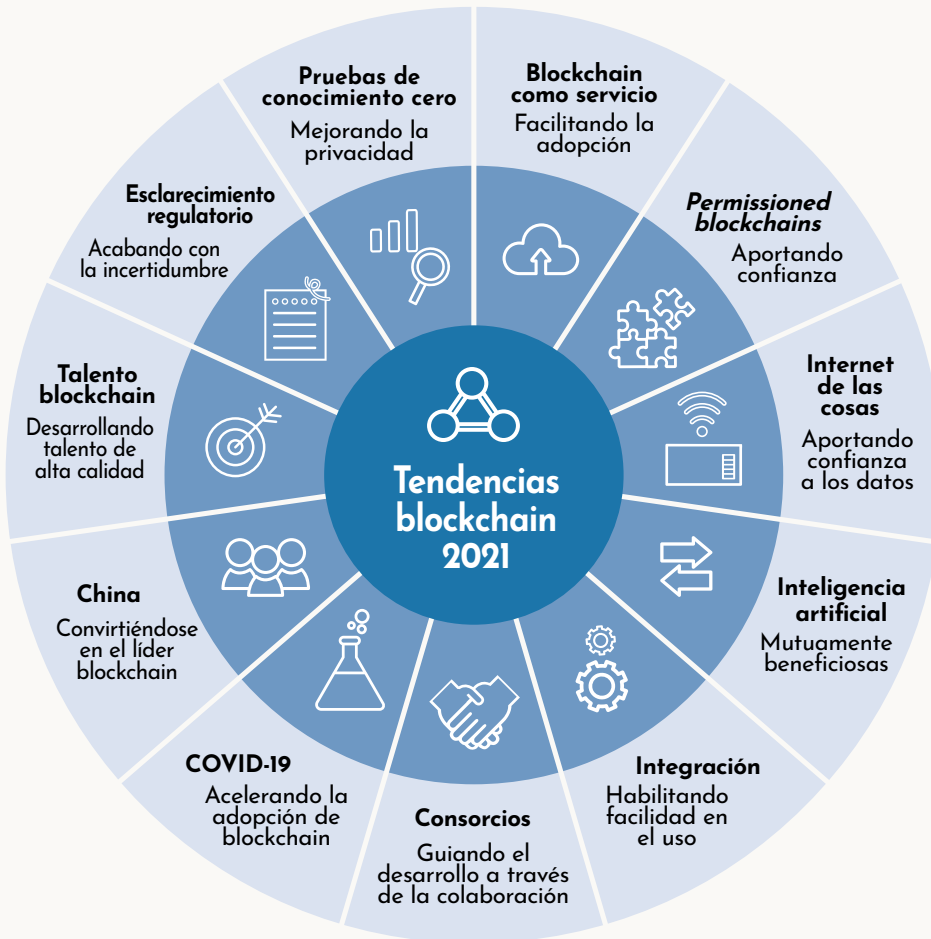 Tendencias
blockchain
2021
Blockchain
como servicio
Facilitando la
adopción
Permissioned
blockchains
Aportando
confianza
Internet
de las
cosas
Aportando
confianza
a los datos
Inteligencia
artificial
Mutuamente
beneficiosas
Integración
Habilitando
facilidad en
el uso
Consorcios
Guiando el
desarrollo a través
de la colaboración
COVID-19
Acelerando la
adopción de
blockchain
China
Convirtiéndose
en el líder
blockchain
Talento
blockchain
Desarrollando
talento de
alta calidad
Esclarecimiento
regulatorio
Acabando con
la incertidumbre
Pruebas de
conocimiento cero
Mejorando la
privacidad